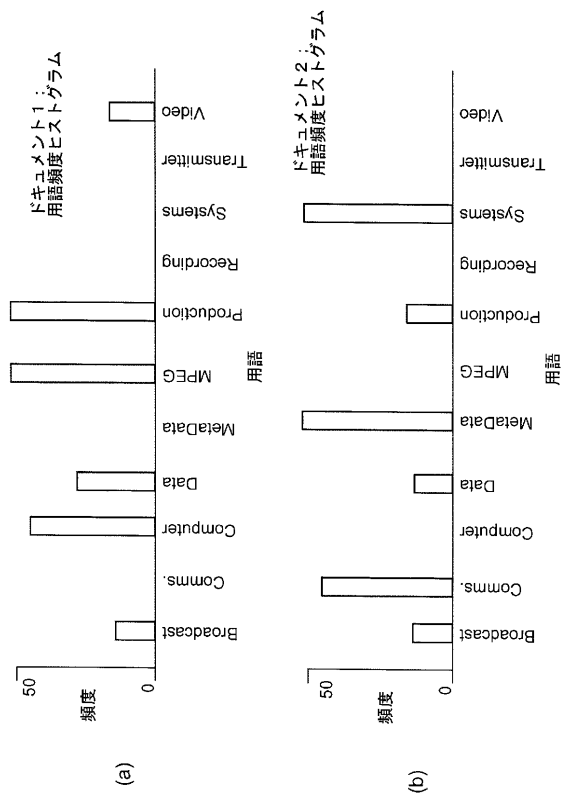 (a)
頻度
50
0
ドキュメント1:
用語頻度ヒストグラム
Broadcast
Comms.
Computer
Data
MetaData
MPEG
Production
Recording
Systems
Transmitter
Video
用語
(b)
頻度
50
0
ドキュメント2:
用語頻度ヒストグラム
Broadcast
Comms.
Computer
Data
MetaData
MPEG
Production
Recording
Systems
Transmitter
Video
用語